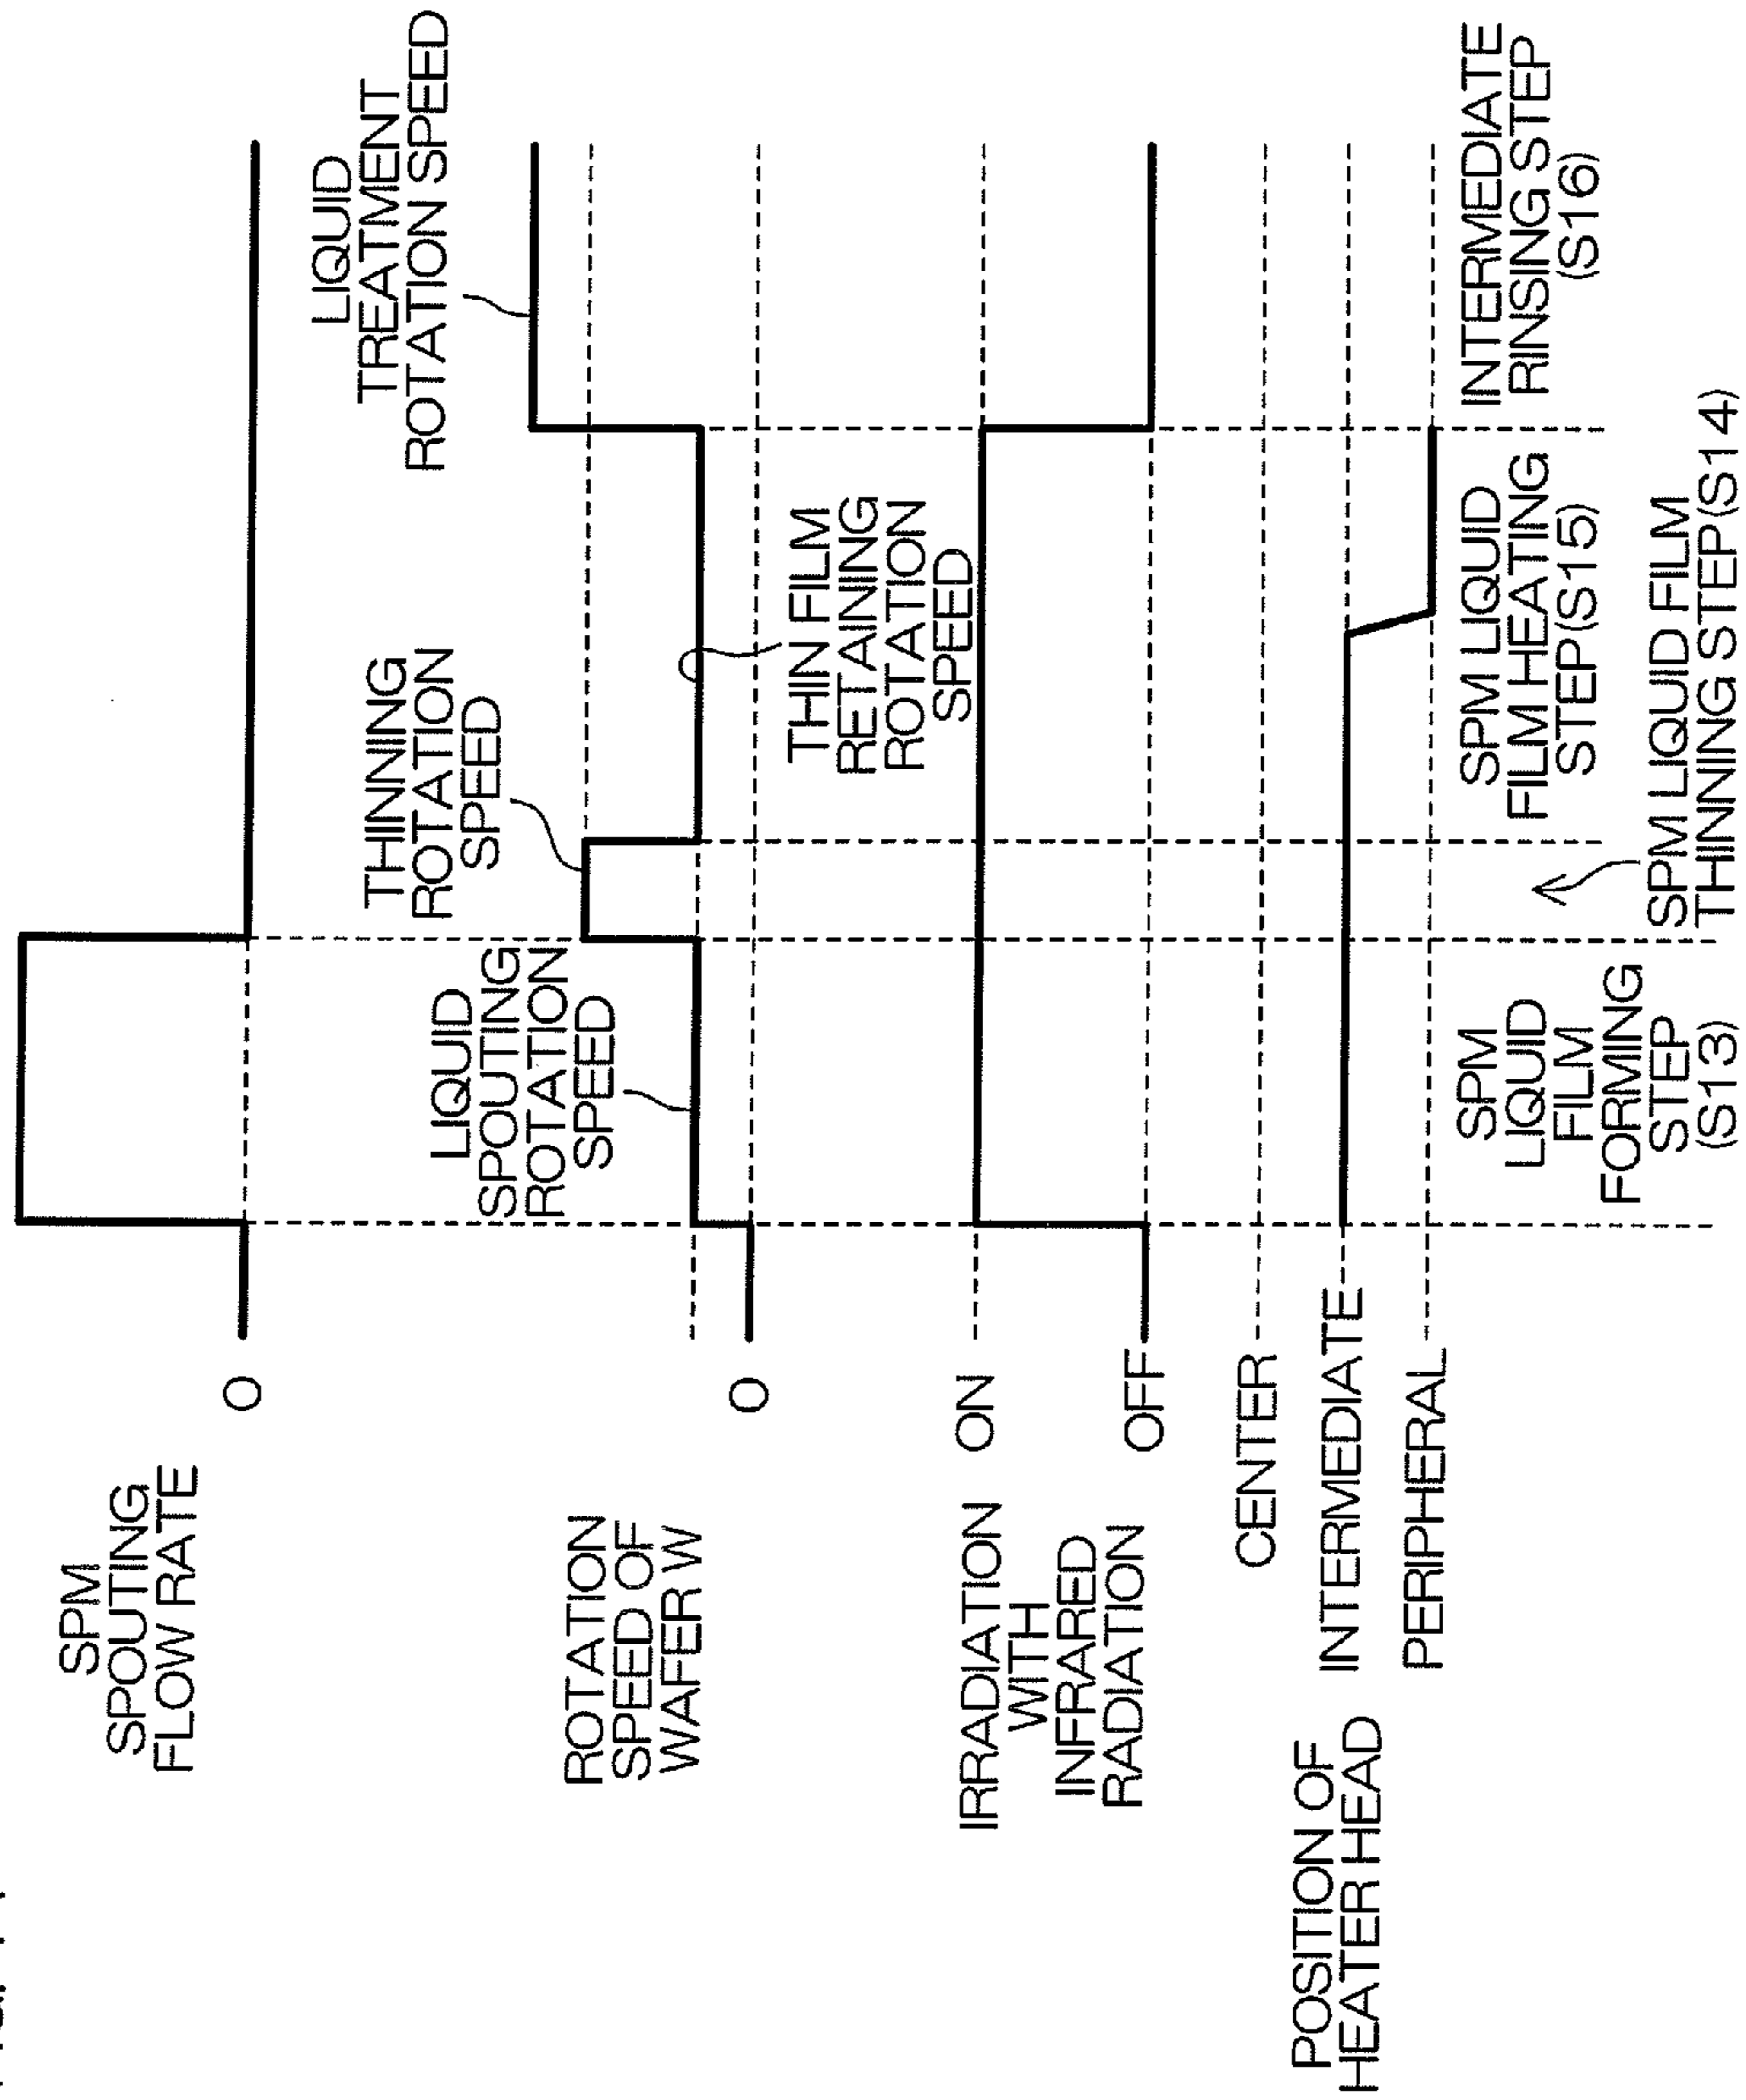 SPM
SPOUTING
FLOW RATE
0
ROTATION
SPEED OF
WAFER W
0
LIQUID
SPOUTING
ROTATION
SPEED
THINNING
ROTATION
SPEED
THIN FILM
RETAINING
ROTATION
SPEED
LIQUID
TREATMENT
ROTATION SPEED
IRRADIATION
WITH
INFRARED
RADIATION
ON
OFF
POSITION OF
HEATER HEAD
CENTER
INTERMEDIATE
PERIPHERAL
SPM
LIQUID
FILM
FORMING
STEP
(S13)
SPM LIQUID FILM
THINNING STEP(S14)
SPM LIQUID
FILM HEATING
STEP(S15)
INTERMEDIATE
RINSING STEP
(S16)